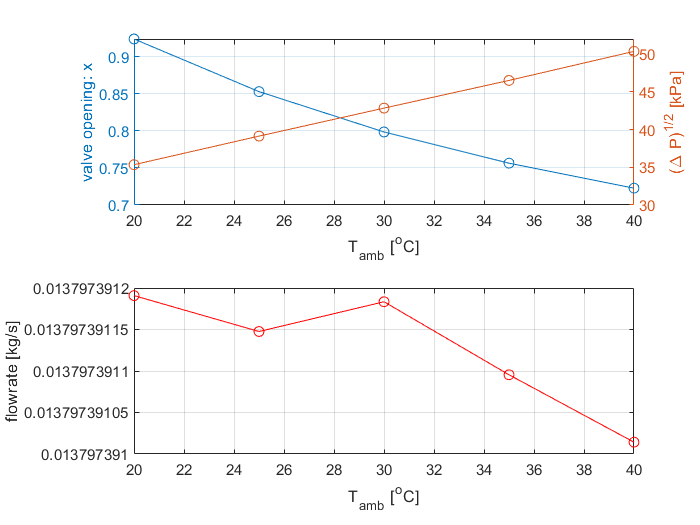 valve opening: x
0.9
0.85
0.8
0.75
0.7
50
45
40
35
30
(Δ P)^1/2 [kPa]
20 22 24 26 28 30 32 34 36 38 40
T_amb [°C]
flowrate [kg/s]
0.0137973912
0.01379739115
0.0137973911
0.01379739105
0.013797391
20 22 24 26 28 30 32 34 36 38 40
T_amb [°C]